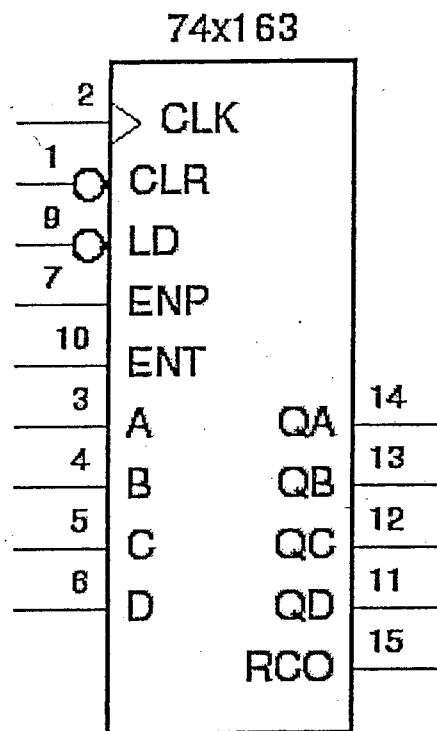 74x163
2 CLK
1 CLR
9 LD
7 ENP
10 ENT
3 A QA 14
4 B QB 13
5 C QC 12
6 D QD 11
RCO 15